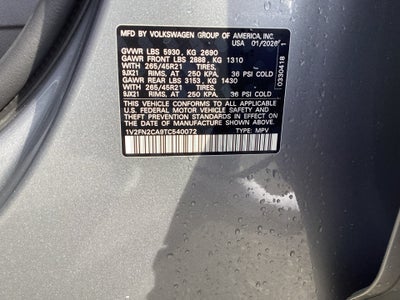 MFD BY VOLKSWAGEN GROUP OF AMERICA, INC.
USA 01/2026
GVWR LBS 5930, KG 2690
GAWR FRONT LBS 2888, KG 1310
WITH 265/45R21 TIRES,
9JX21 RIMS, AT 250 KPA, 36 PSI COLD
GAWR REAR LBS 3153, KG 1430
WITH 265/45R21 TIRES,
9JX21 RIMS, AT 250 KPA, 36 PSI COLD
THIS VEHICLE CONFORMS TO ALL APPLICABLE
U.S. FEDERAL MOTOR VEHICLE SAFETY AND
THEFT PREVENTION STANDARDS IN EFFECT ON THE
DATE OF MANUFACTURE SHOWN ABOVE.
1V2FN2CA9TC540072 TYPE: MPV
0330418 1